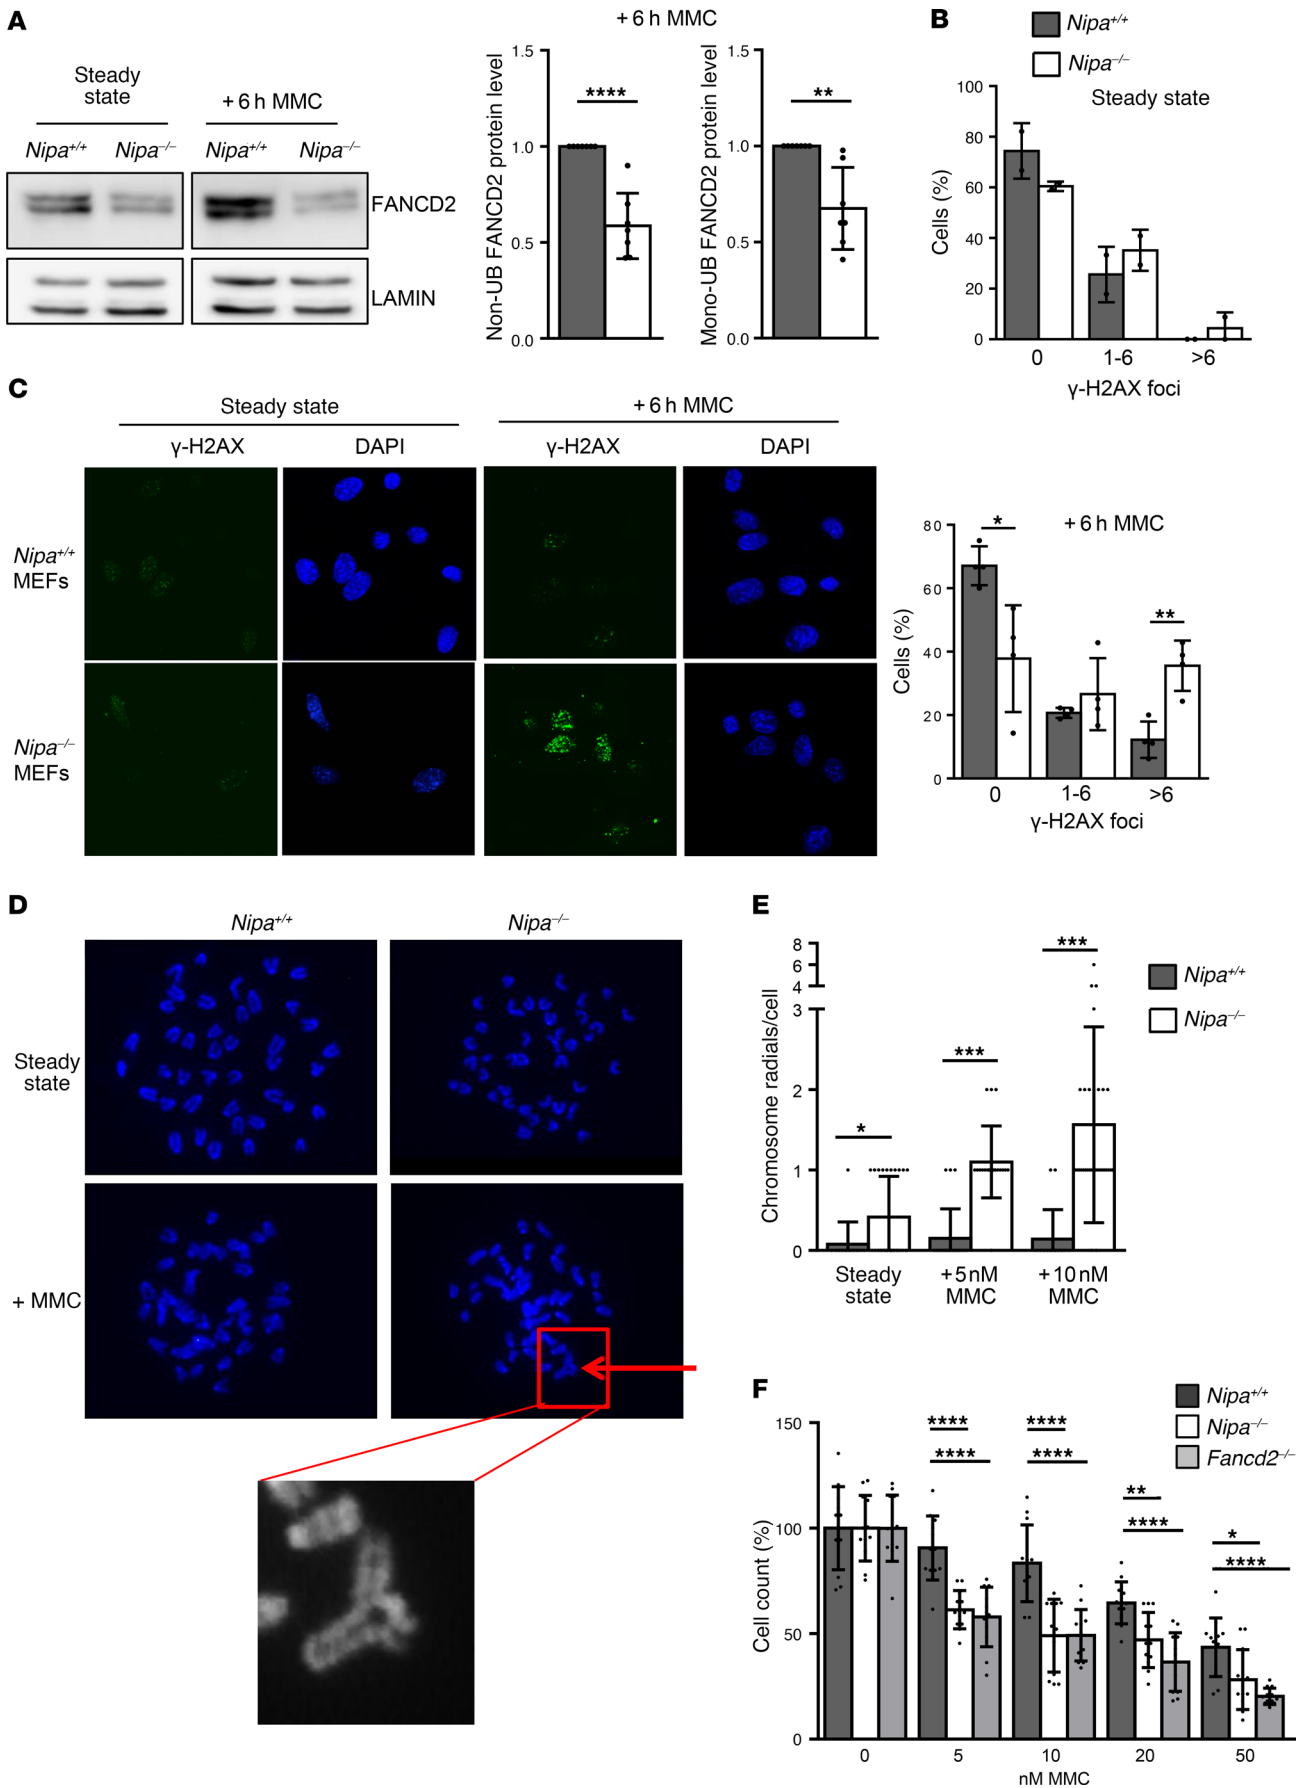 A
Steady
state
+ 6 h MMC
Nipa+/+
Nipa–/–
Nipa+/+
Nipa–/–
FANCD2
LAMIN
+ 6 h MMC
Non-UB FANCD2 protein level
1.5
1.0
0.5
0.0
****
Mono-UB FANCD2 protein level
1.5
1.0
0.5
0.0
**
B
Nipa+/+
Nipa–/–
Steady state
Cells (%)
100
80
60
40
20
0
0
1-6
>6
γ-H2AX foci
C
Steady state
+ 6 h MMC
γ-H2AX
DAPI
γ-H2AX
DAPI
Nipa+/+
MEFs
Nipa–/–
MEFs
+ 6 h MMC
Cells (%)
80
60
40
20
0
*
**
0
1-6
>6
γ-H2AX foci
D
Nipa+/+
Nipa–/–
Steady
state
+ MMC
E
Chromosome radials/cell
8
6
4
3
2
1
0
*
***
***
Nipa+/+
Nipa–/–
Steady
state
+ 5 nM
MMC
+ 10 nM
MMC
F
Nipa+/+
Nipa–/–
Fancd2–/–
Cell count (%)
150
100
50
0
****
****
****
****
**
****
*
****
0
5
10
20
50
nM MMC